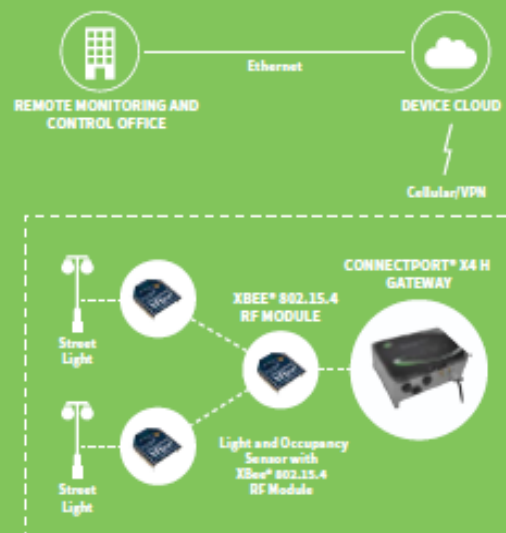 Ethernet
REMOTE MONITORING AND
CONTROL OFFICE
DEVICE CLOUD
Cellular/VPN
CONNECTPORT® X4 H
GATEWAY
XBEE® 802.15.4
RF MODULE
Street
Light
Light and Occupancy
Sensor with
XBee® 802.15.4
RF Module
Street
Light